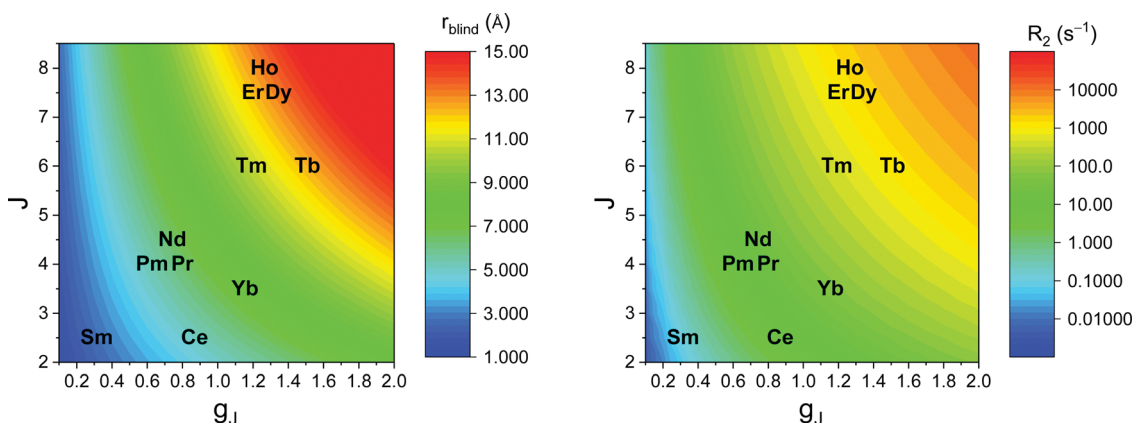 r_blind (Å)
15.00
13.00
11.00
9.000
7.000
5.000
3.000
1.000
8
7
6
5
4
3
2
J
Ho
ErDy
Tm Tb
Nd
PmPr
Yb
Sm Ce
0.2 0.4 0.6 0.8 1.0 1.2 1.4 1.6 1.8 2.0
g_J
R_2 (s⁻¹)
10000
1000
100.0
10.00
1.000
0.1000
0.01000
8
7
6
5
4
3
2
J
Ho
ErDy
Tm Tb
Nd
PmPr
Yb
Sm Ce
0.2 0.4 0.6 0.8 1.0 1.2 1.4 1.6 1.8 2.0
g_J